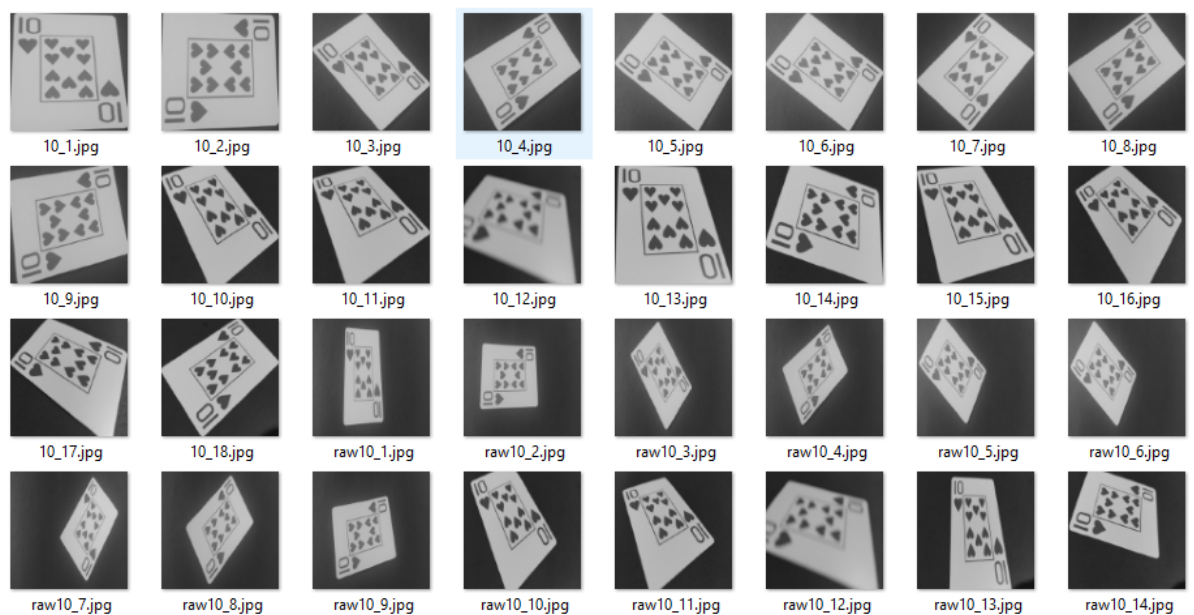 10_1.jpg 10_2.jpg 10_3.jpg 10_4.jpg 10_5.jpg 10_6.jpg 10_7.jpg 10_8.jpg
10_9.jpg 10_10.jpg 10_11.jpg 10_12.jpg 10_13.jpg 10_14.jpg 10_15.jpg 10_16.jpg
10_17.jpg 10_18.jpg raw10_1.jpg raw10_2.jpg raw10_3.jpg raw10_4.jpg raw10_5.jpg raw10_6.jpg
raw10_7.jpg raw10_8.jpg raw10_9.jpg raw10_10.jpg raw10_11.jpg raw10_12.jpg raw10_13.jpg raw10_14.jpg